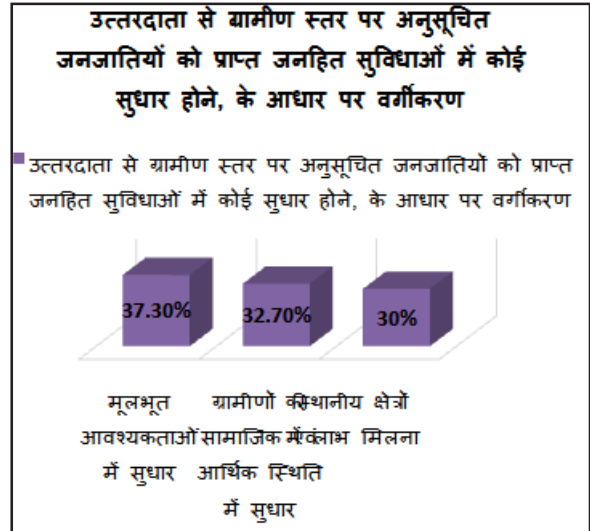 उत्तरदाता से ग्रामीण स्तर पर अनुसूचित
जनजातियों को प्राप्त जनहित सुविधाओं में कोई
सुधार होने, के आधार पर वर्गीकरण
उत्तरदाता से ग्रामीण स्तर पर अनुसूचित जनजातियों को प्राप्त
जनहित सुविधाओं में कोई सुधार होने, के आधार पर वर्गीकरण
37.30%
32.70%
30%
मूलभूत
आवश्यकताओं
में सुधार
ग्रामीणों की
सामाजिक एवं
आर्थिक स्थिति
में सुधार
स्थानीय क्षेत्रों
में लाभ मिलना